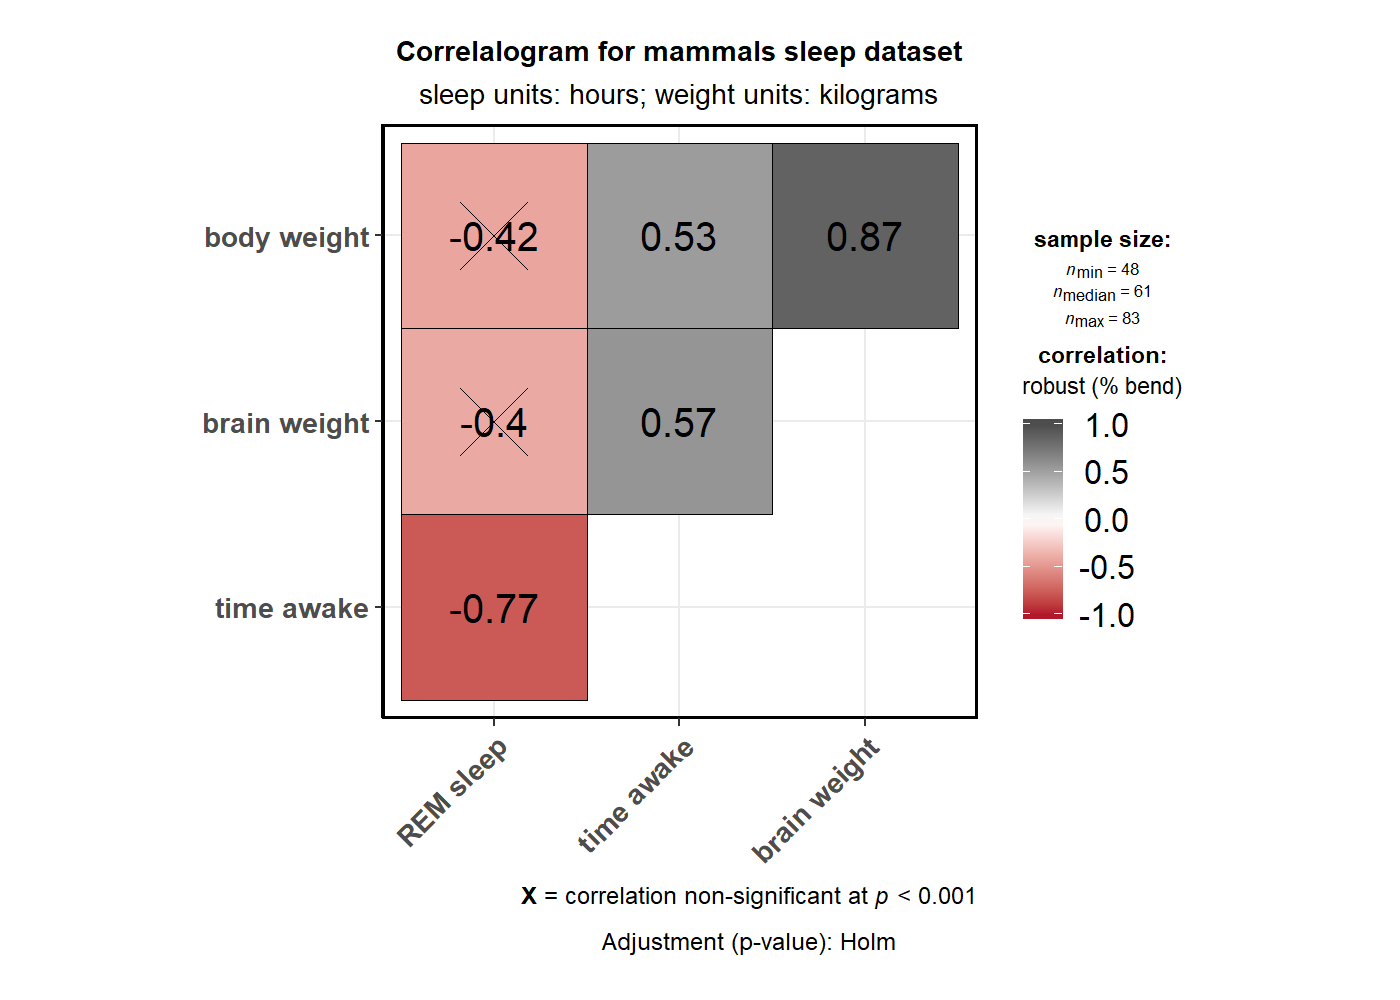 Correlalogram for mammals sleep dataset
sleep units: hours; weight units: kilograms
body weight
-0.42
0.53
0.87
brain weight
-0.4
0.57
time awake
-0.77
REM sleep
time awake
brain weight
sample size:
nmin = 48
nmedian = 61
nmax = 83
correlation:
robust (% bend)
1.0
0.5
0.0
-0.5
-1.0
X = correlation non-significant at p < 0.001
Adjustment (p-value): Holm